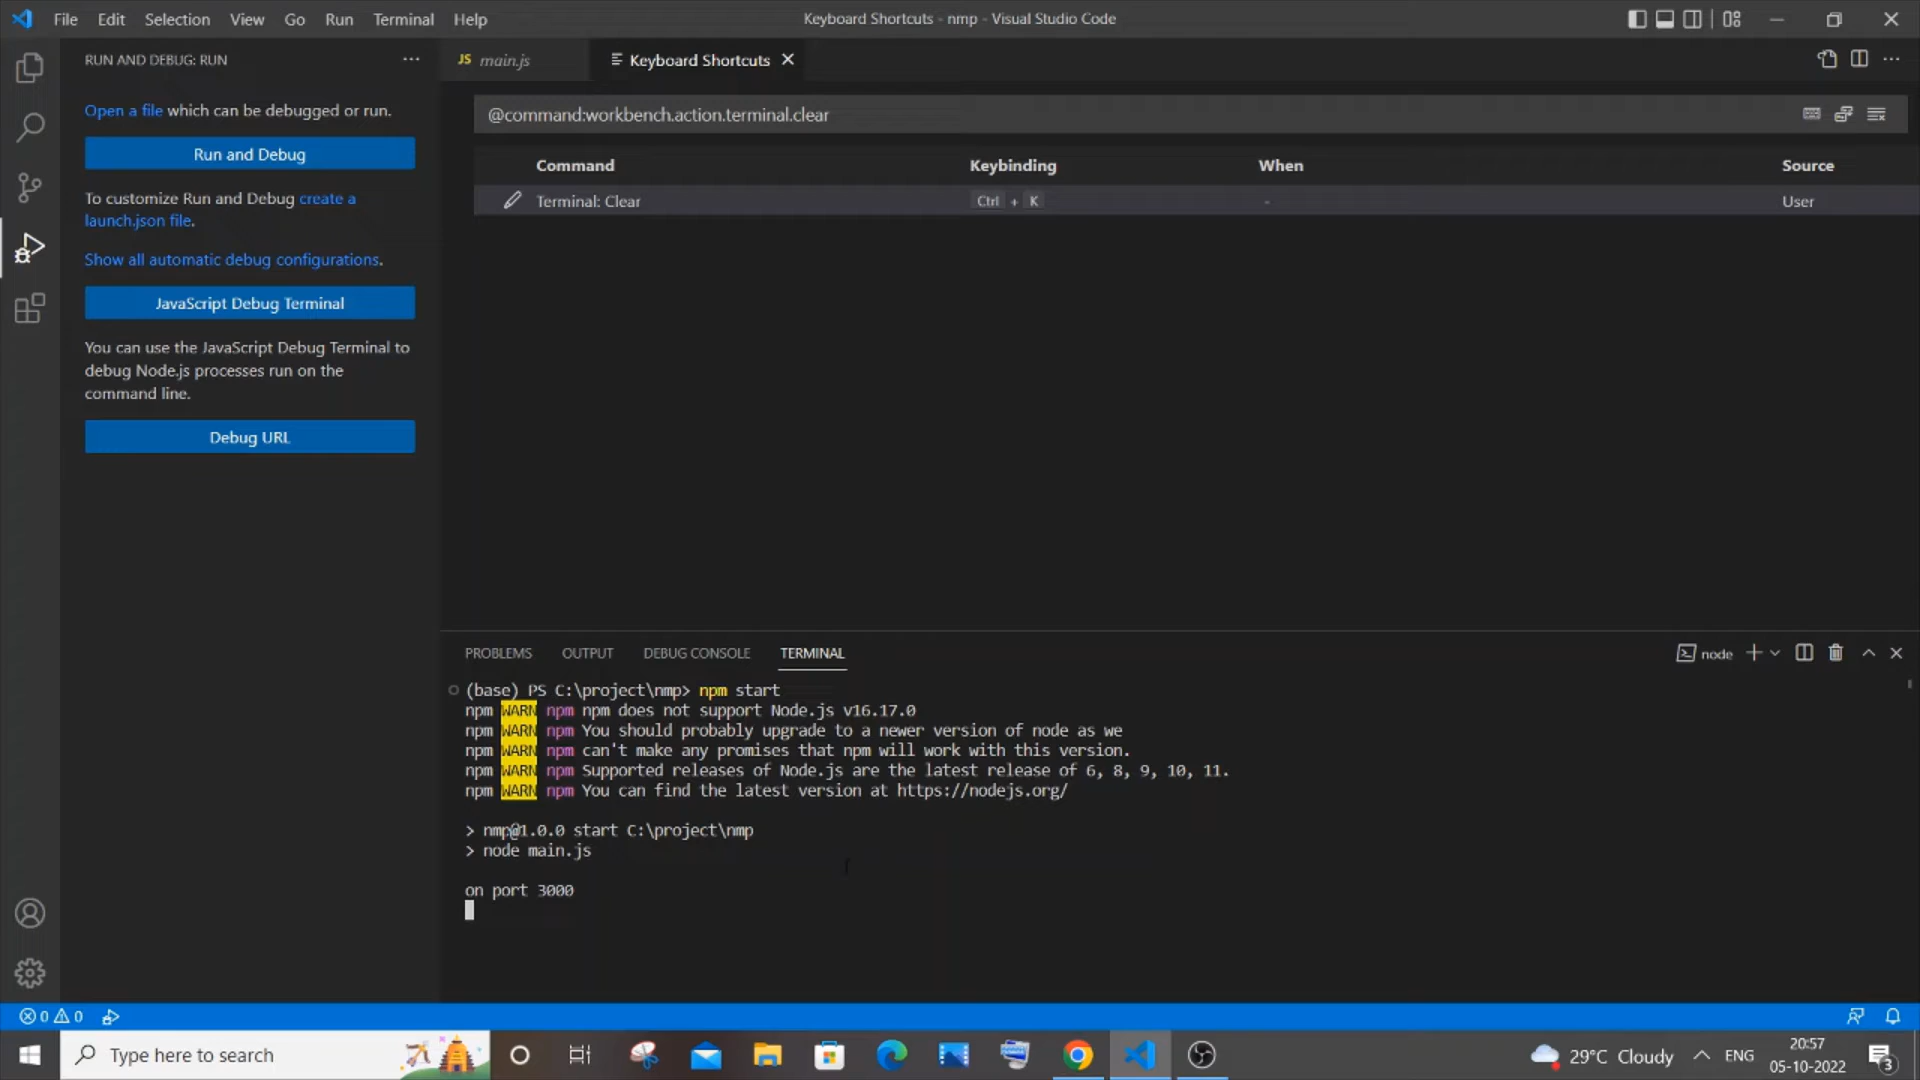 File Edit Selection View Go Run Terminal Help
Keyboard Shortcuts - nmp - Visual Studio Code
RUN AND DEBUG: RUN
Open a file which can be debugged or run.
Run and Debug
To customize Run and Debug create a
launch.json file.
Show all automatic debug configurations.
JavaScript Debug Terminal
You can use the JavaScript Debug Terminal to
debug Node.js processes run on the
command line.
Debug URL
JS main.js
Keyboard Shortcuts
@command:workbench.action.terminal.clear
Command Keybinding When Source
Terminal: Clear Ctrl + K - User
PROBLEMS OUTPUT DEBUG CONSOLE TERMINAL
node
(base) PS C:\project\nmp> npm start
npm WARN npm npm does not support Node.js v16.17.0
npm WARN npm You should probably upgrade to a newer version of node as we
npm WARN npm can't make any promises that npm will work with this version.
npm WARN npm Supported releases of Node.js are the latest release of 6, 8, 9, 10, 11.
npm WARN npm You can find the latest version at https://nodejs.org/
> nmp@1.0.0 start C:\project\nmp
> node main.js
on port 3000
0 0
Type here to search
29°C Cloudy
ENG
20:57
05-10-2022
3